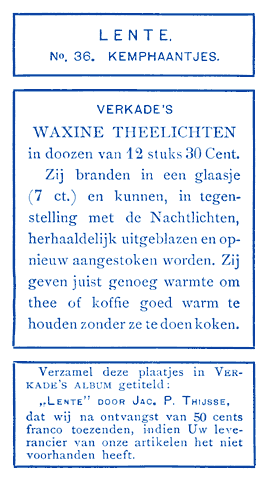 LENTE.
No. 36. KEMPHAANTJES.
VERKADE'S
WAXINE THEELICHTEN
in doozen van 12 stuks 30 Cent.
Zij branden in een glaasje
(7 ct.) en kunnen, in tegen-
stelling met de Nachtlichten,
herhaaldelijk uitgeblazen en op-
nieuw aangestoken worden. Zij
geven juist genoeg warmte om
thee of koffie goed warm te
houden zonder ze te doen koken.
Verzamel deze plaatjes in VER-
KADE'S ALBUM getiteld:
„LENTE" DOOR JAC. P. THIJSSE,
dat wij na ontvangst van 50 cents
franco toezenden, indien Uw leve-
rancier van onze artikelen het niet
voorhanden heeft.